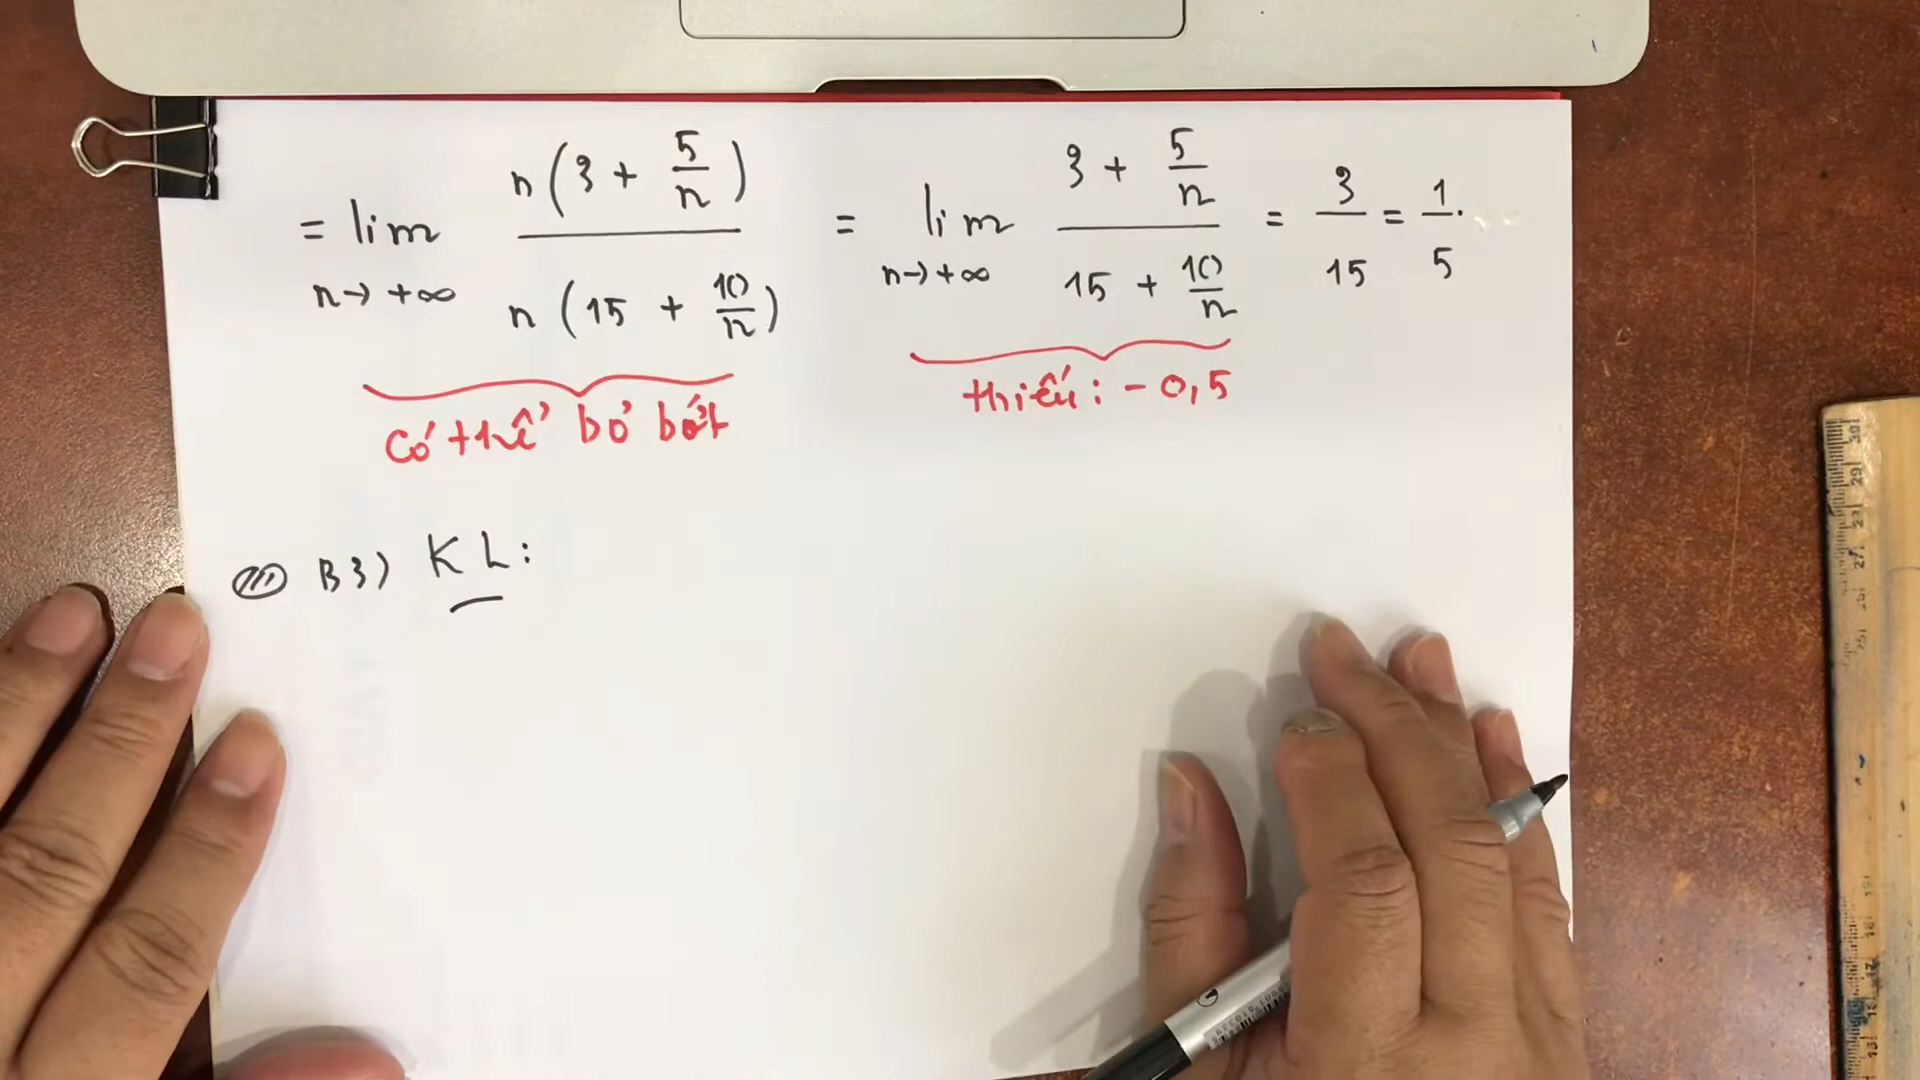 = lim n→+∞ n(3 + 5/n) / n(15 + 10/n) = lim n→+∞ (3 + 5/n) / (15 + 10/n) = 3/15 = 1/5.
có thể bỏ bớt
thiếu: - 0,5
B3) KL: